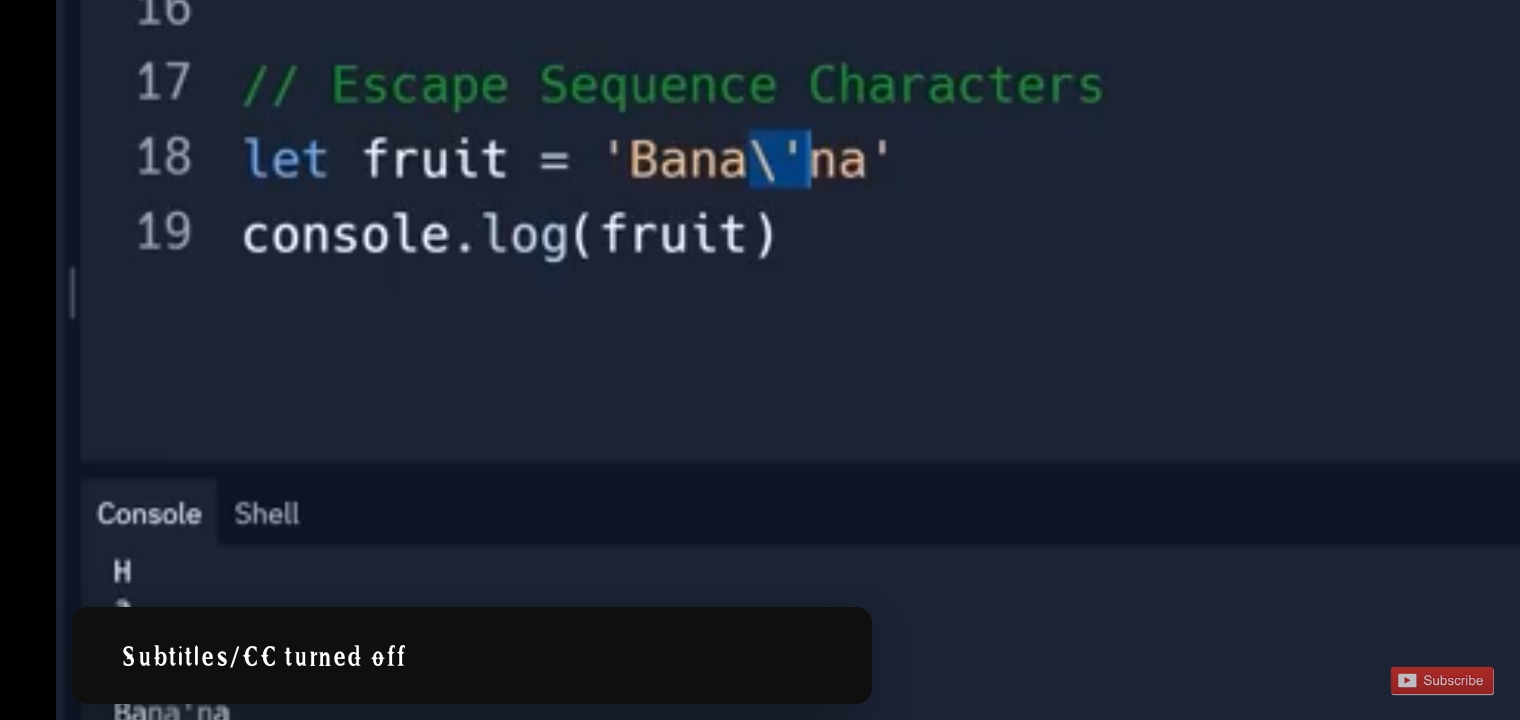 16
17 // Escape Sequence Characters
18 let fruit = 'Bana\'na'
19 console.log(fruit)
Console Shell
H
Subtitles/CC turned off
Subscribe
Bana'na